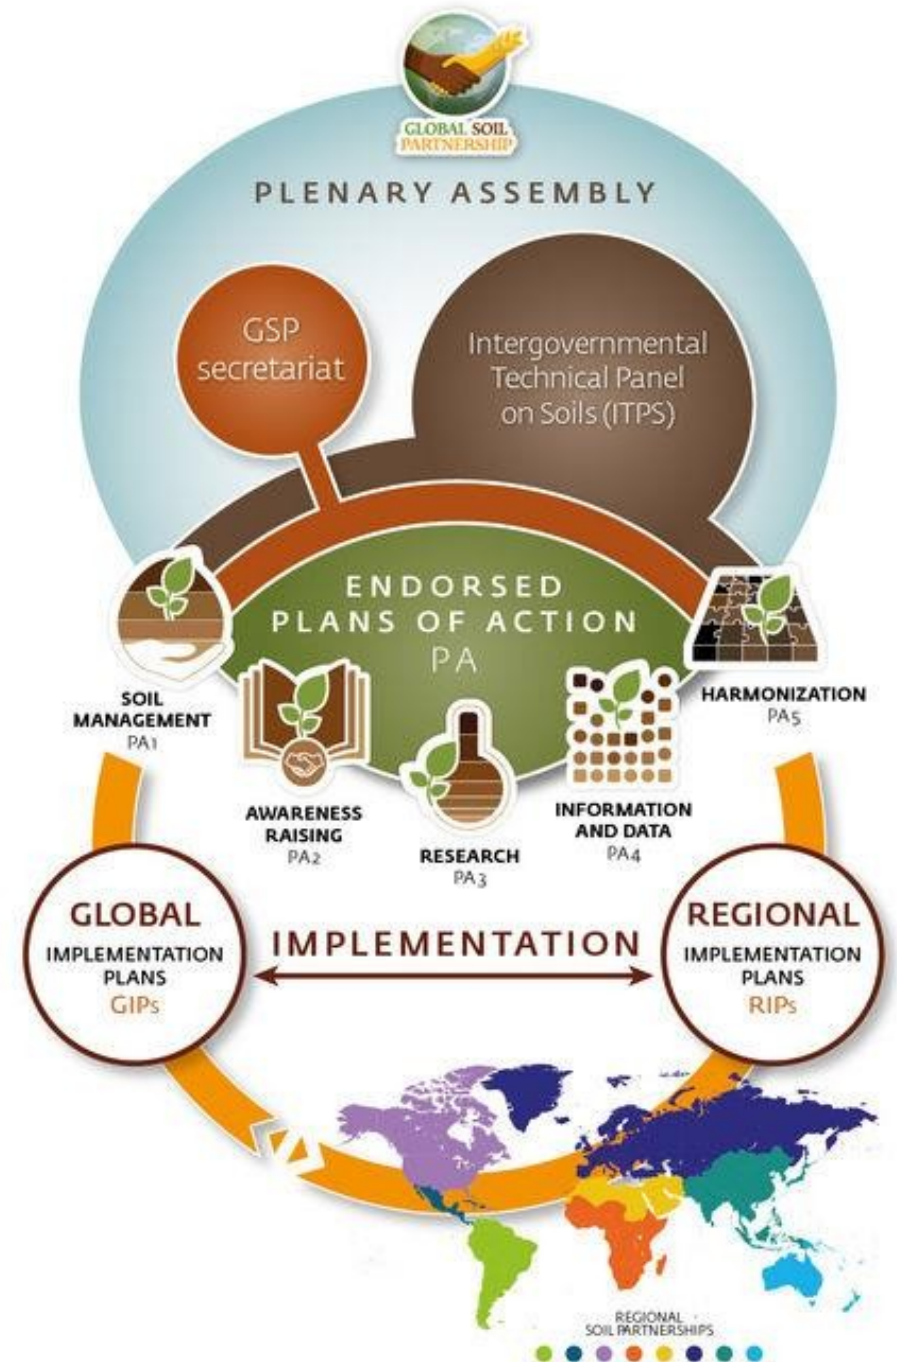 GLOBAL SOIL
PARTNERSHIP
PLENARY ASSEMBLY
GSP
secretariat
Intergovernmental
Technical Panel
on Soils (ITPS)
ENDORSED
PLANS OF ACTION
PA
SOIL
MANAGEMENT
PA1
AWARENESS
RAISING
PA2
RESEARCH
PA3
INFORMATION
AND DATA
PA4
HARMONIZATION
PA5
GLOBAL
IMPLEMENTATION
PLANS
GIPs
IMPLEMENTATION
REGIONAL
IMPLEMENTATION
PLANS
RIPs
REGIONAL
SOIL PARTNERSHIPS